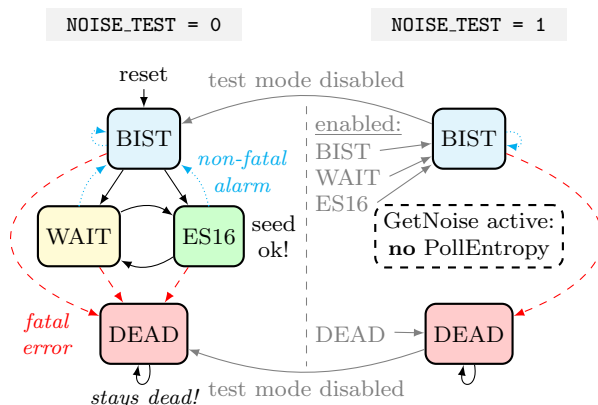 NOISE_TEST = 0
NOISE_TEST = 1
reset
test mode disabled
BIST
non-fatal
alarm
enabled:
BIST
WAIT
ES16
BIST
WAIT
ES16
seed
ok!
GetNoise active:
no PollEntropy
fatal
error
DEAD
DEAD
DEAD
stays dead!
test mode disabled